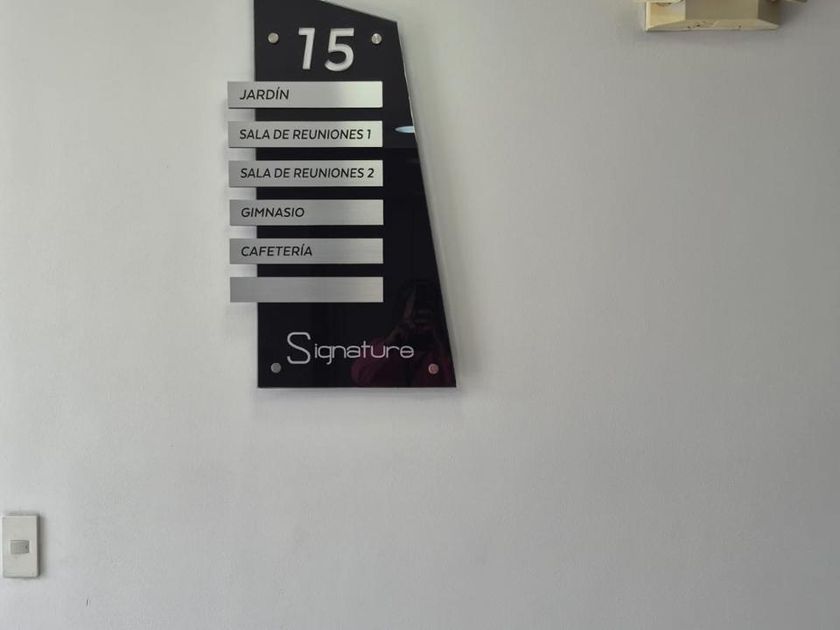 15
JARDÍN
SALA DE REUNIONES 1
SALA DE REUNIONES 2
GIMNASIO
CAFETERÍA
Signature